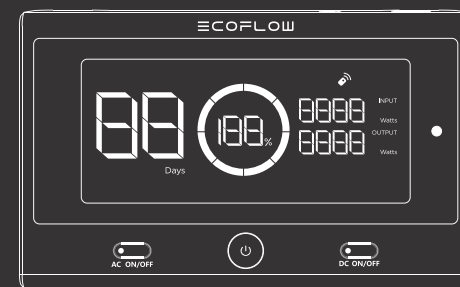 ECOFLOW
88
188%
8888
INPUT
Watts
8888
OUTPUT
Watts
Days
AC ON/OFF
DC ON/OFF